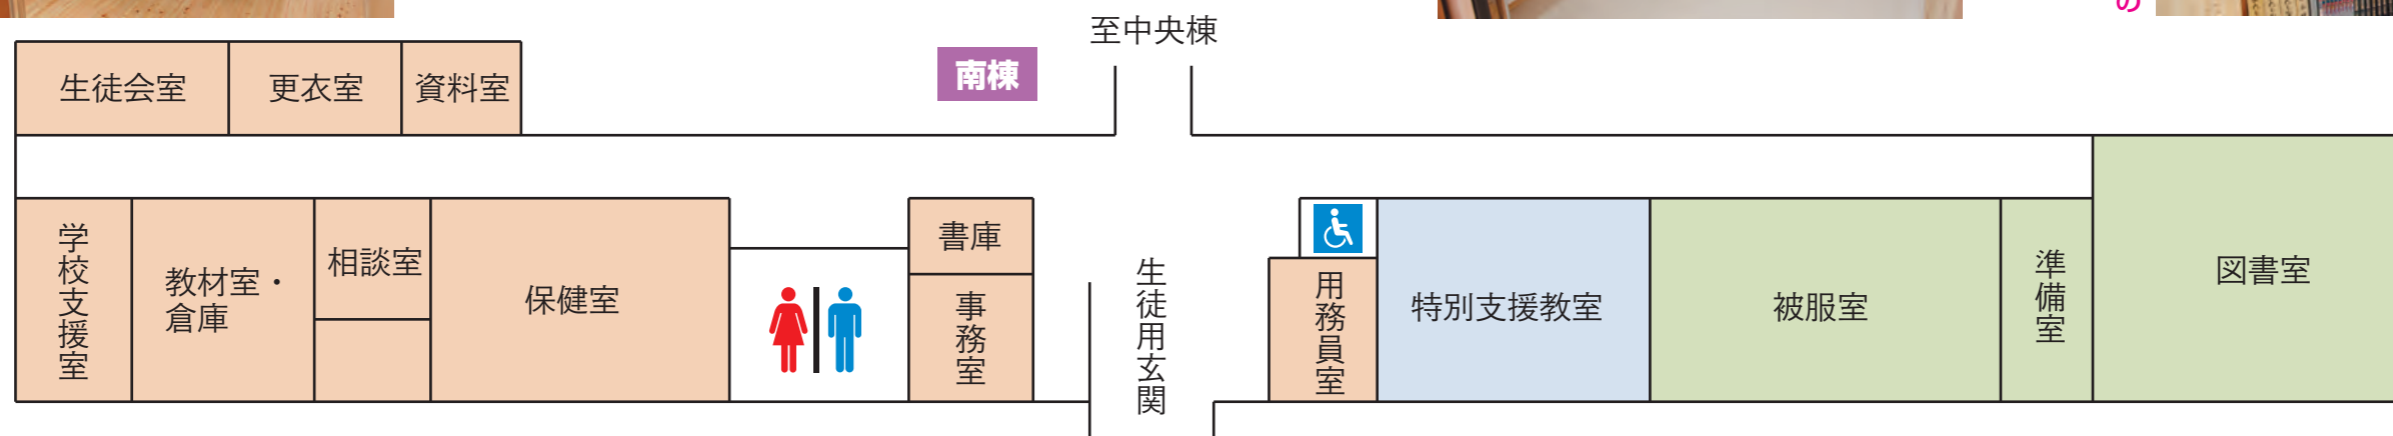 の
至中央棟
南棟
生徒会室
更衣室
資料室
学校支援室
教材室・
倉庫
相談室
保健室
書庫
事務室
生徒用玄関
用務員室
特別支援教室
被服室
準備室
図書室